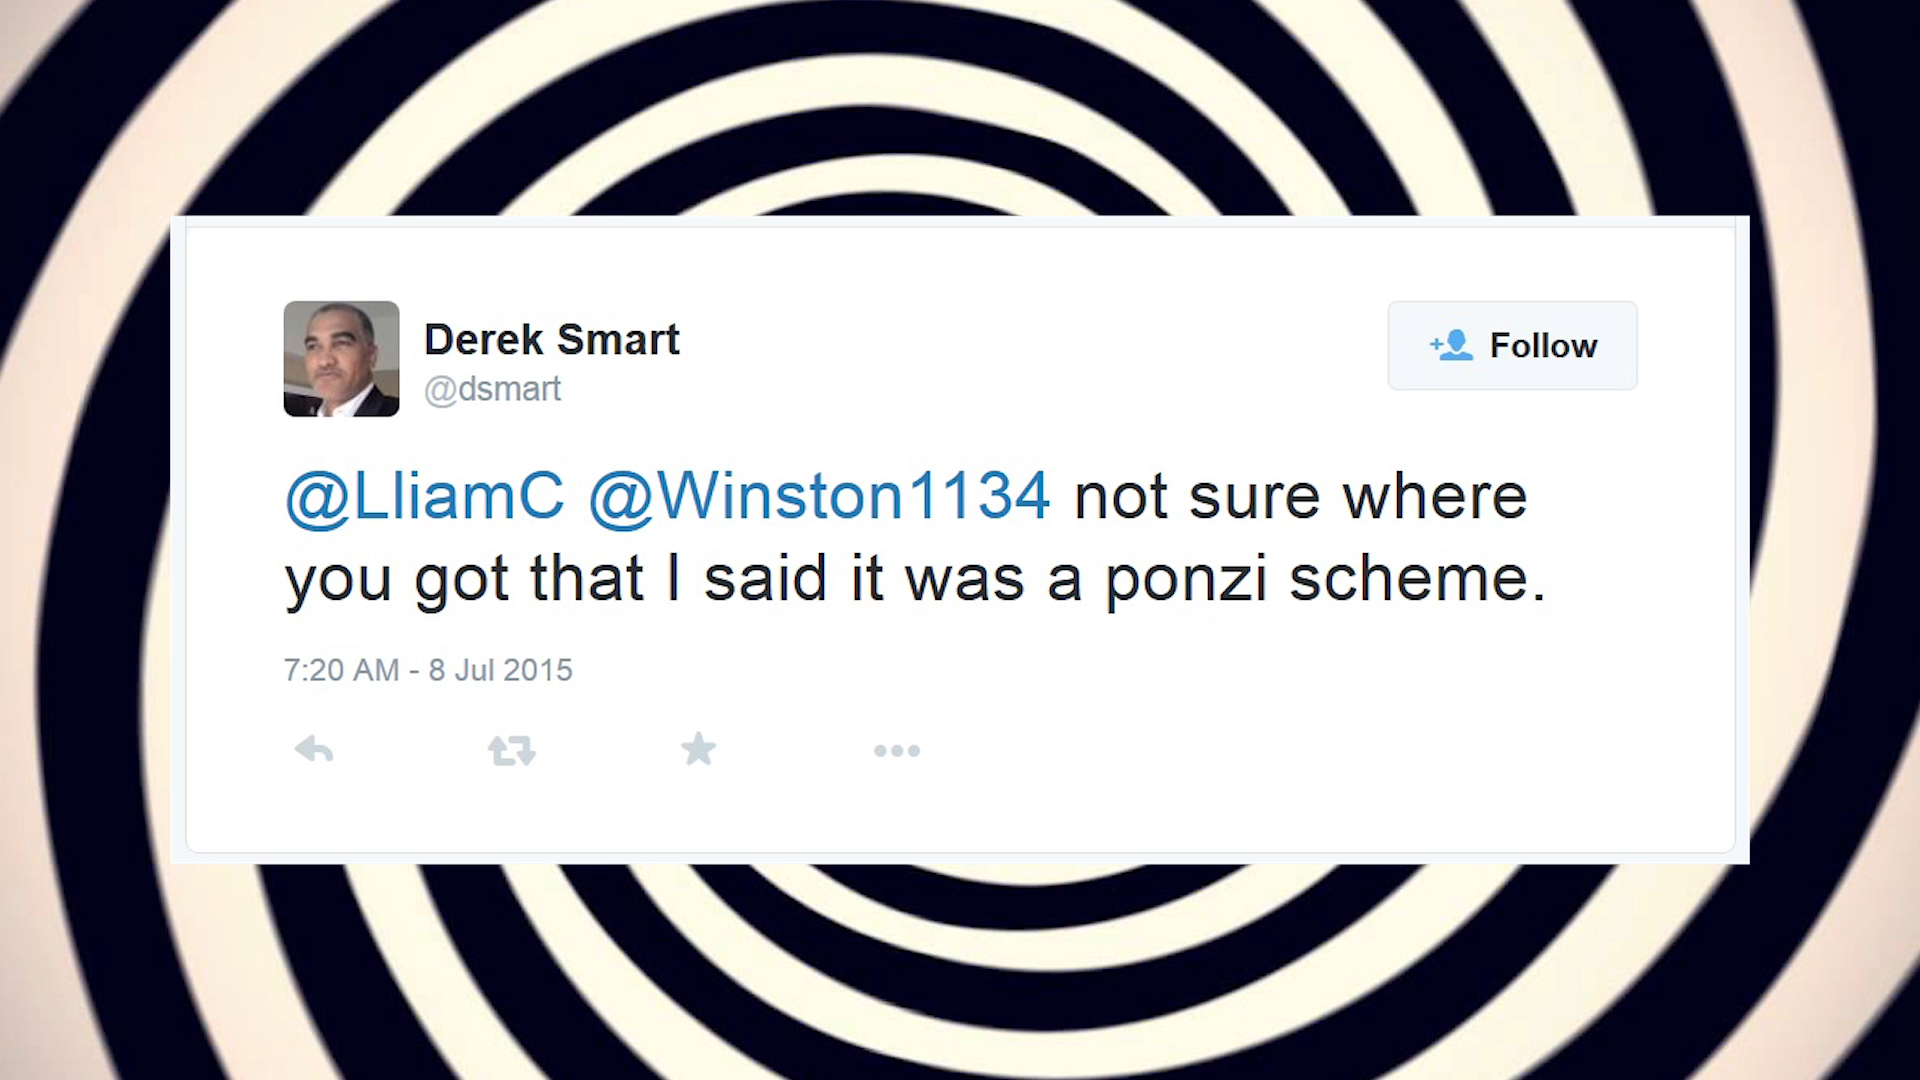 Derek Smart
@dsmart
Follow
@LliamC @Winston1134 not sure where
you got that I said it was a ponzi scheme.
7:20 AM - 8 Jul 2015